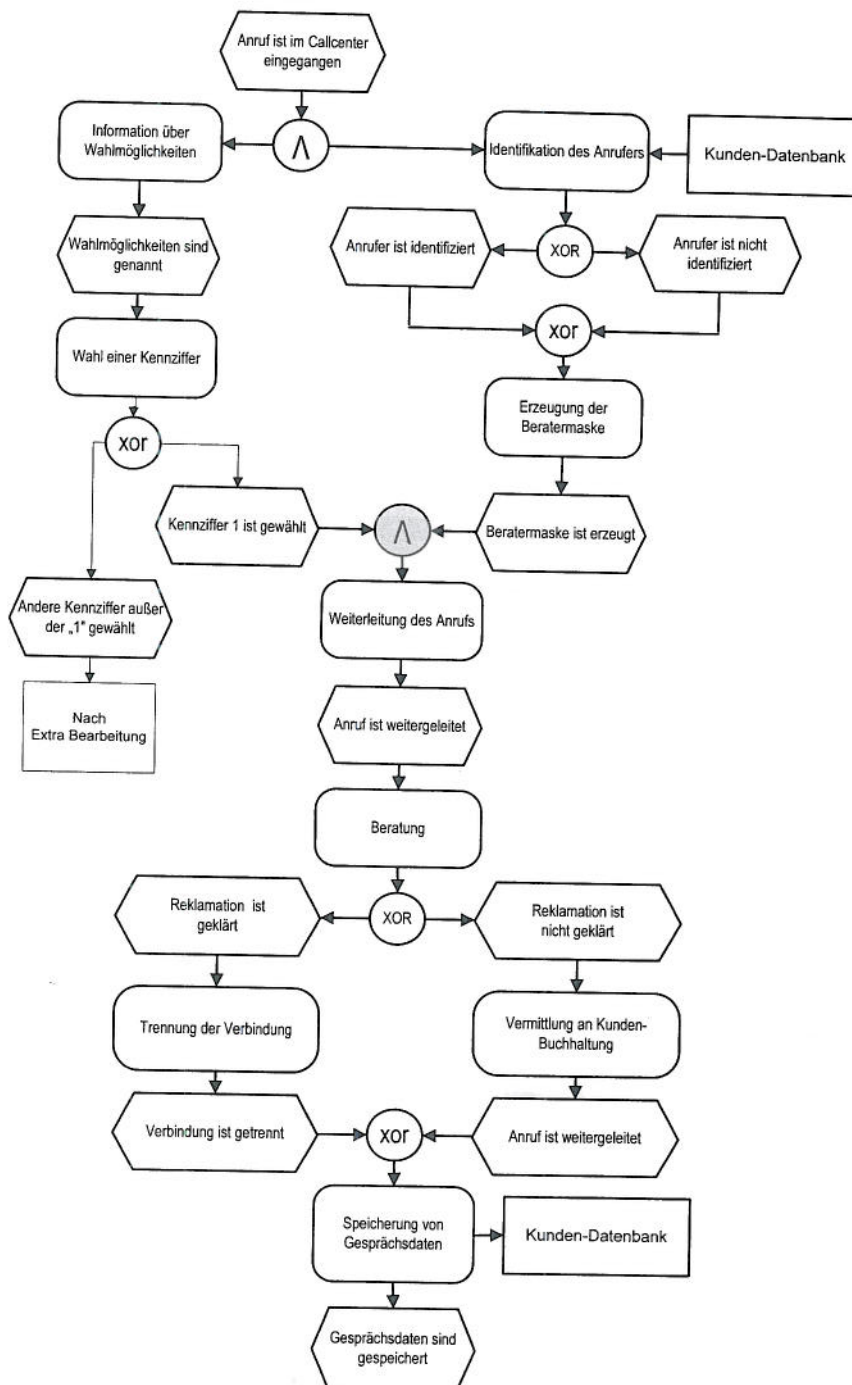 Anruf ist im Callcenter
eingegangen
Information über
Wahlmöglichkeiten
Λ
Identifikation des Anrufers
Kunden-Datenbank
Wahlmöglichkeiten sind
genannt
Anrufer ist identifiziert
XOR
Anrufer ist nicht
identifiziert
xor
Wahl einer Kennziffer
Erzeugung der
Beratermaske
xor
Kennziffer 1 ist gewählt
Λ
Beratermaske ist erzeugt
Andere Kennziffer außer
der „1" gewählt
Weiterleitung des Anrufs
Nach
Extra Bearbeitung
Anruf ist weitergeleitet
Beratung
Reklamation ist
geklärt
XOR
Reklamation ist
nicht geklärt
Trennung der Verbindung
Vermittlung an Kunden-
Buchhaltung
Verbindung ist getrennt
xor
Anruf ist weitergeleitet
Speicherung von
Gesprächsdaten
Kunden-Datenbank
Gesprächsdaten sind
gespeichert